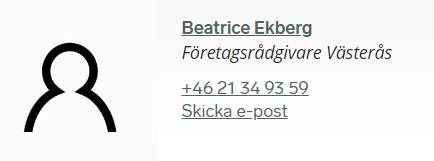 Beatrice Ekberg
Företagsrådgivare Västerås
+46 21 34 93 59
Skicka e-post